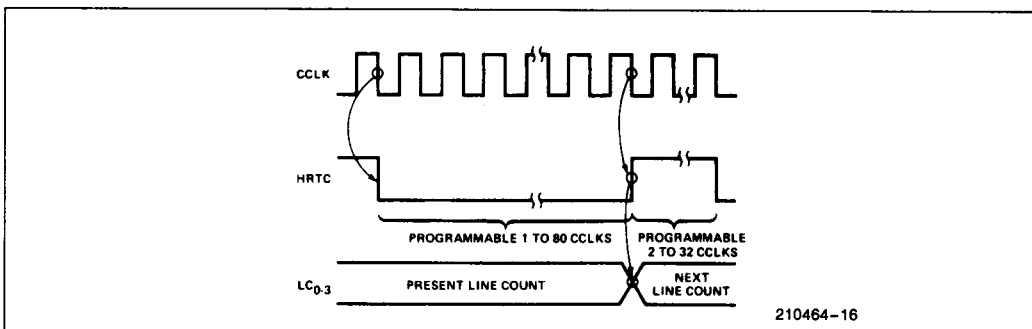 CCLK
HRTC
PROGRAMMABLE 1 TO 80 CCLKS
PROGRAMMABLE
2 TO 32 CCLKS
LC0-3
PRESENT LINE COUNT
NEXT
LINE COUNT
210464-16